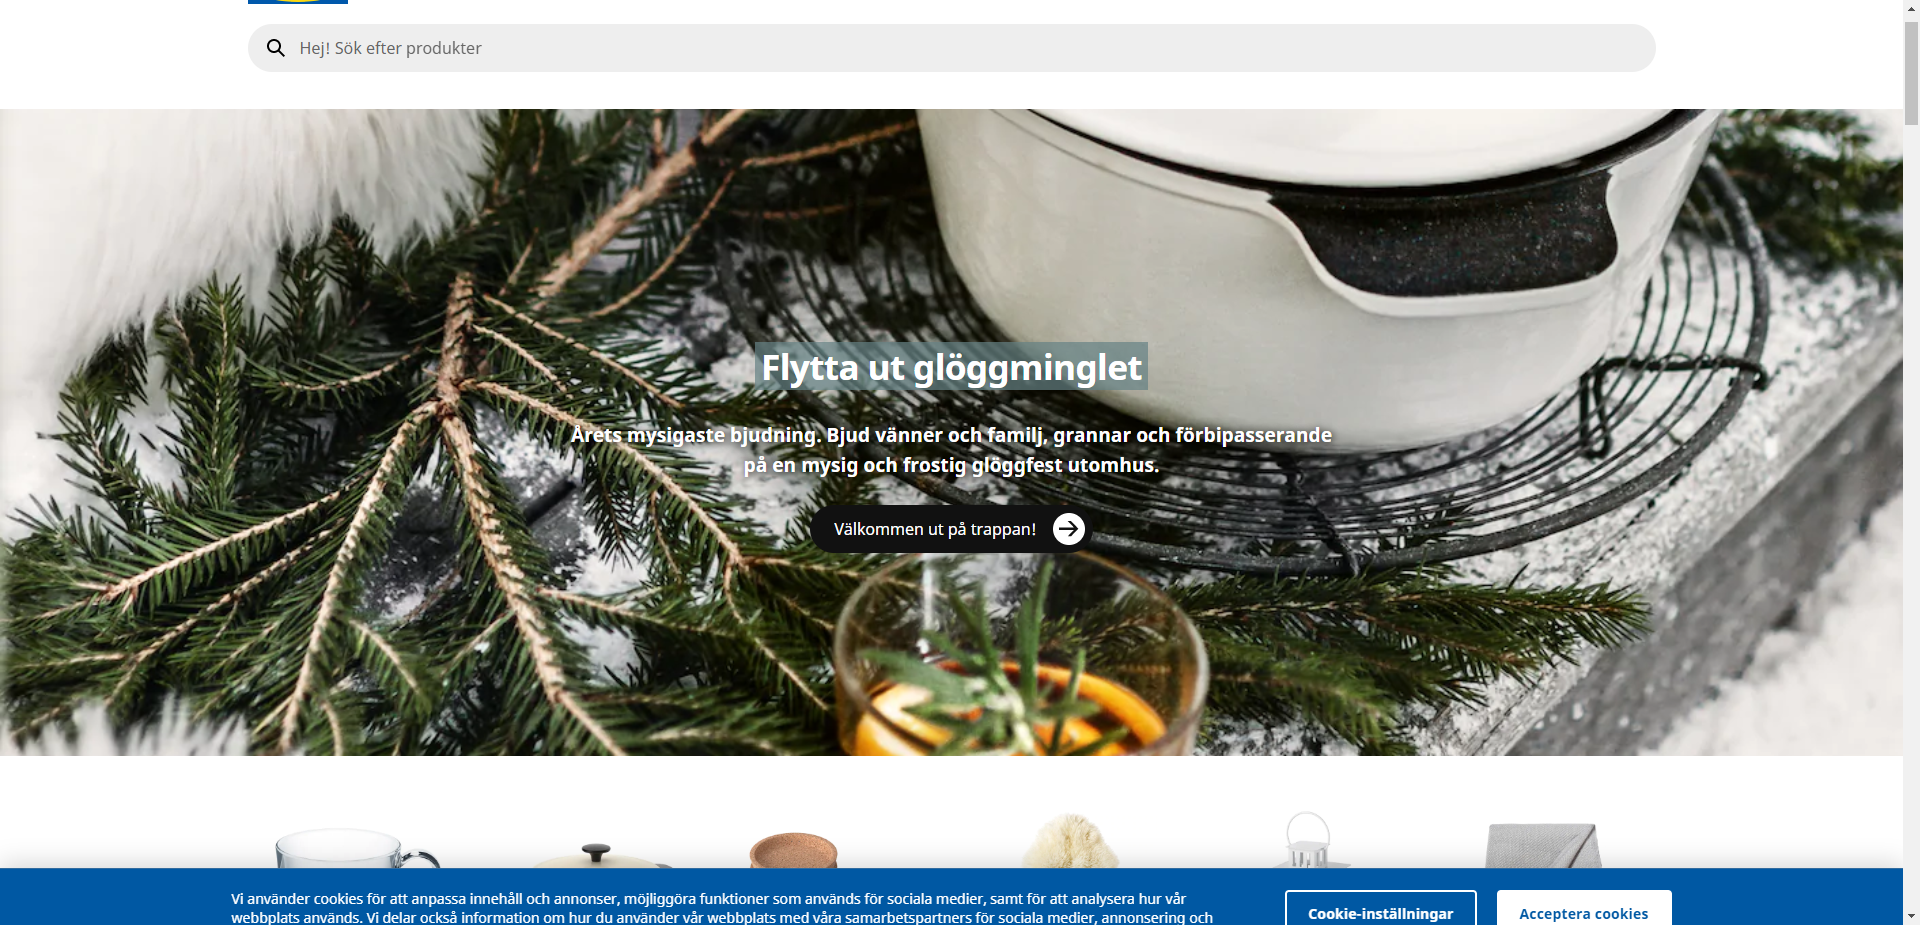 Hej! Sök efter produkter
Flytta ut glöggminglet
Årets mysigaste bjudning. Bjud vänner och familj, grannar och förbipasserande
på en mysig och frostig glöggfest utomhus.
Välkommen ut på trappan!
Vi använder cookies för att anpassa innehåll och annonser, möjliggöra funktioner som används för sociala medier, samt för att analysera hur vår
webbplats används. Vi delar också information om hur du använder vår webbplats med våra samarbetspartners för sociala medier, annonsering och
Cookie-inställningar
Acceptera cookies